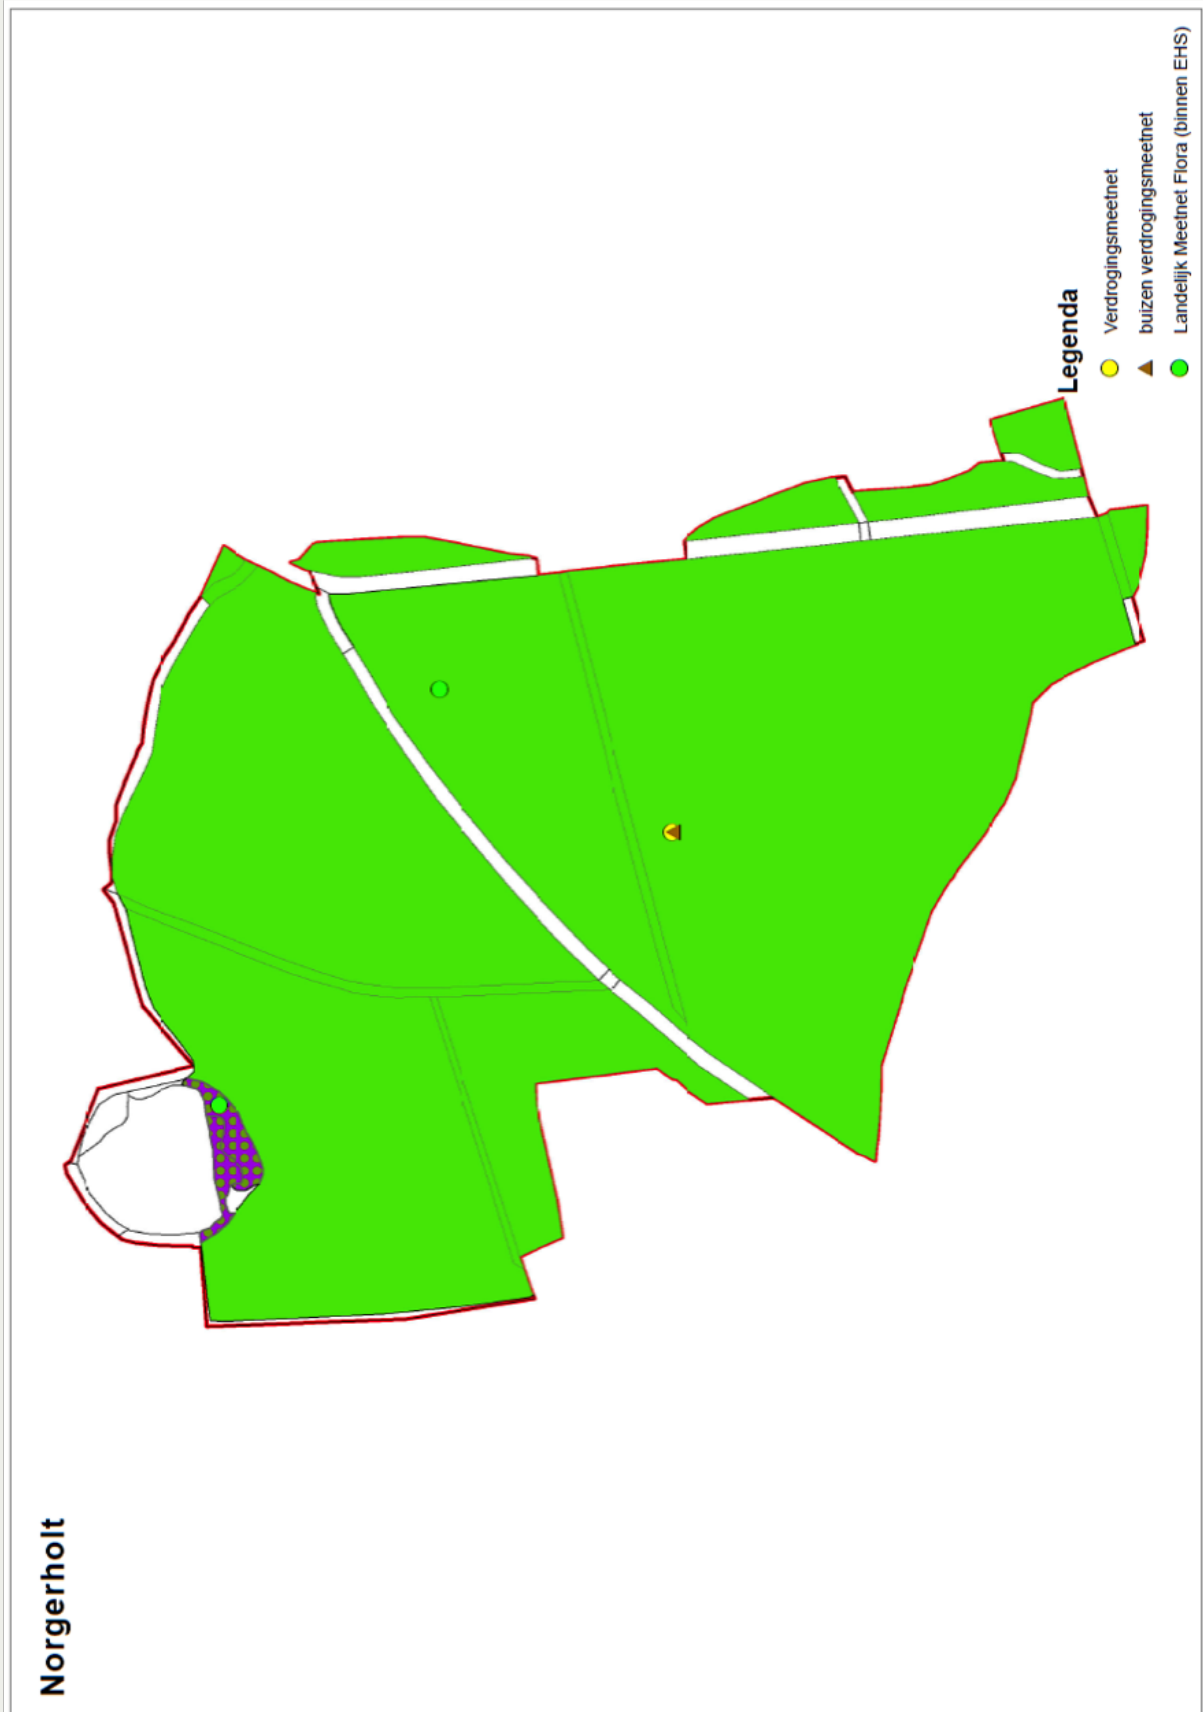 Norgerholt
Legenda
Verdrogingsmeetnet
buizen verdrogingsmeetnet
Landelijk Meetnet Flora (binnen EHS)